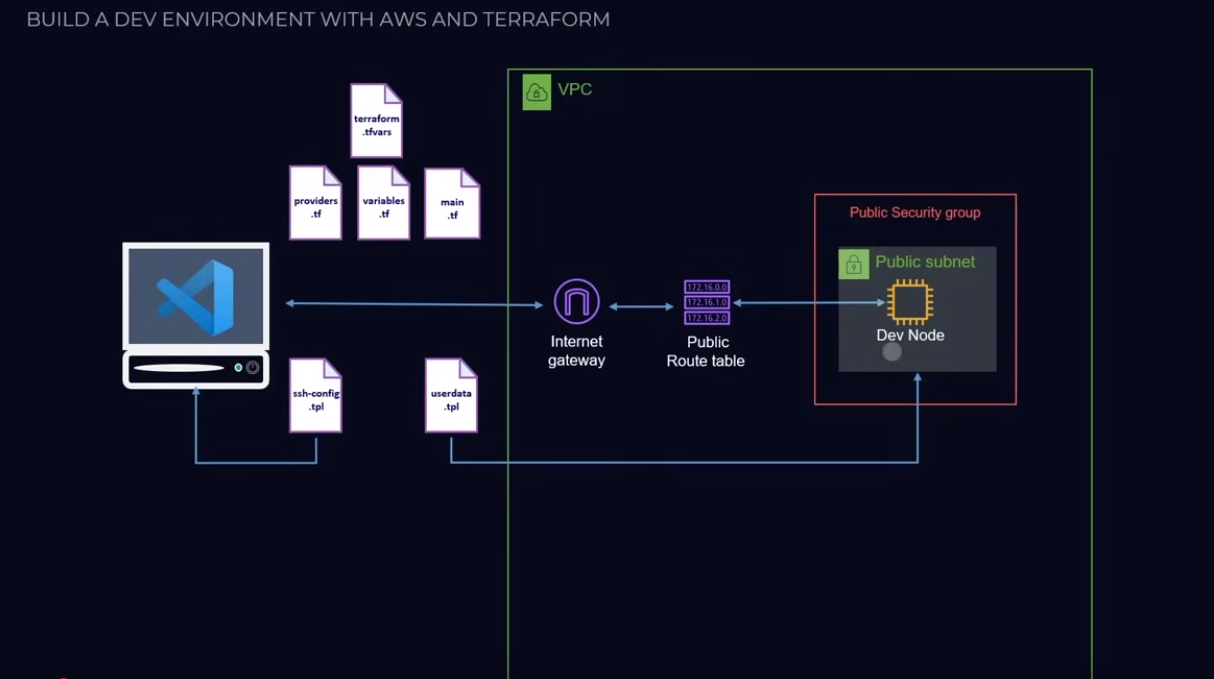 BUILD A DEV ENVIRONMENT WITH AWS AND TERRAFORM
VPC
terraform
.tfvars
providers
.tf
variables
.tf
main
.tf
Public Security group
Public subnet
172.16.0.0
172.16.1.0
172.16.2.0
Dev Node
Internet
gateway
Public
Route table
ssh-config
.tpl
userdata
.tpl